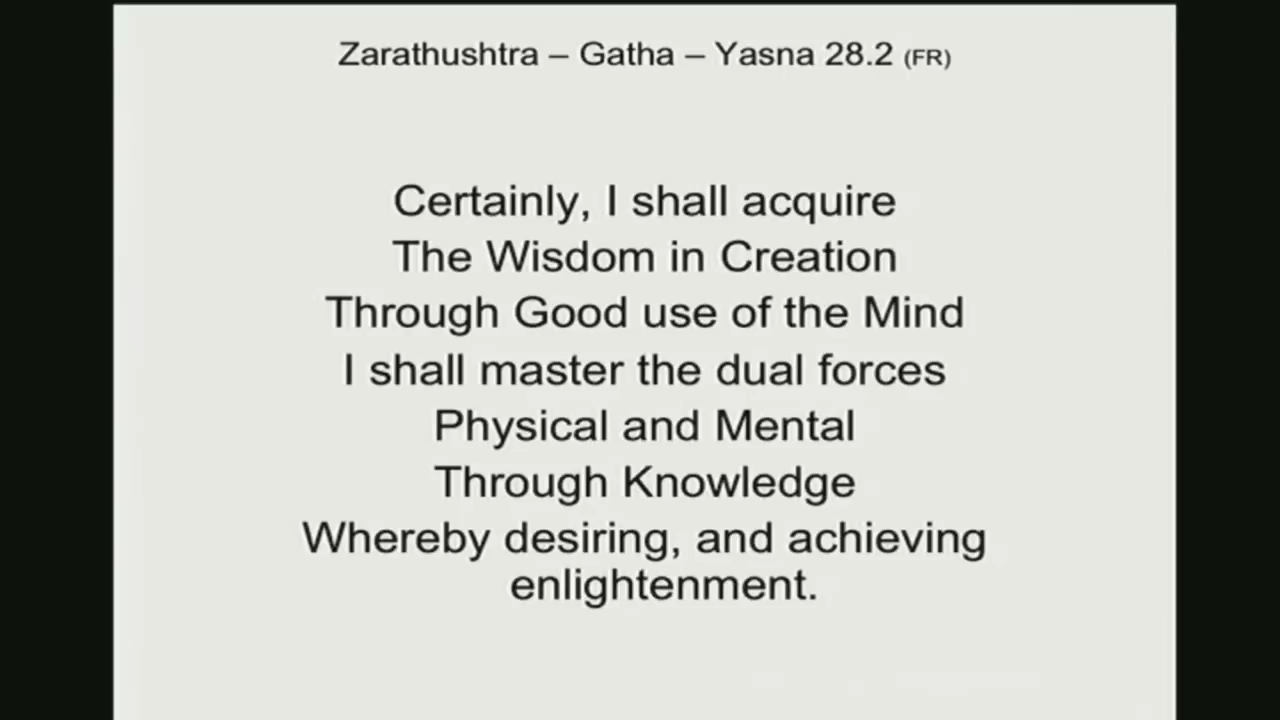 Zarathushtra – Gatha – Yasna 28.2 (FR)
Certainly, I shall acquire
The Wisdom in Creation
Through Good use of the Mind
I shall master the dual forces
Physical and Mental
Through Knowledge
Whereby desiring, and achieving
enlightenment.